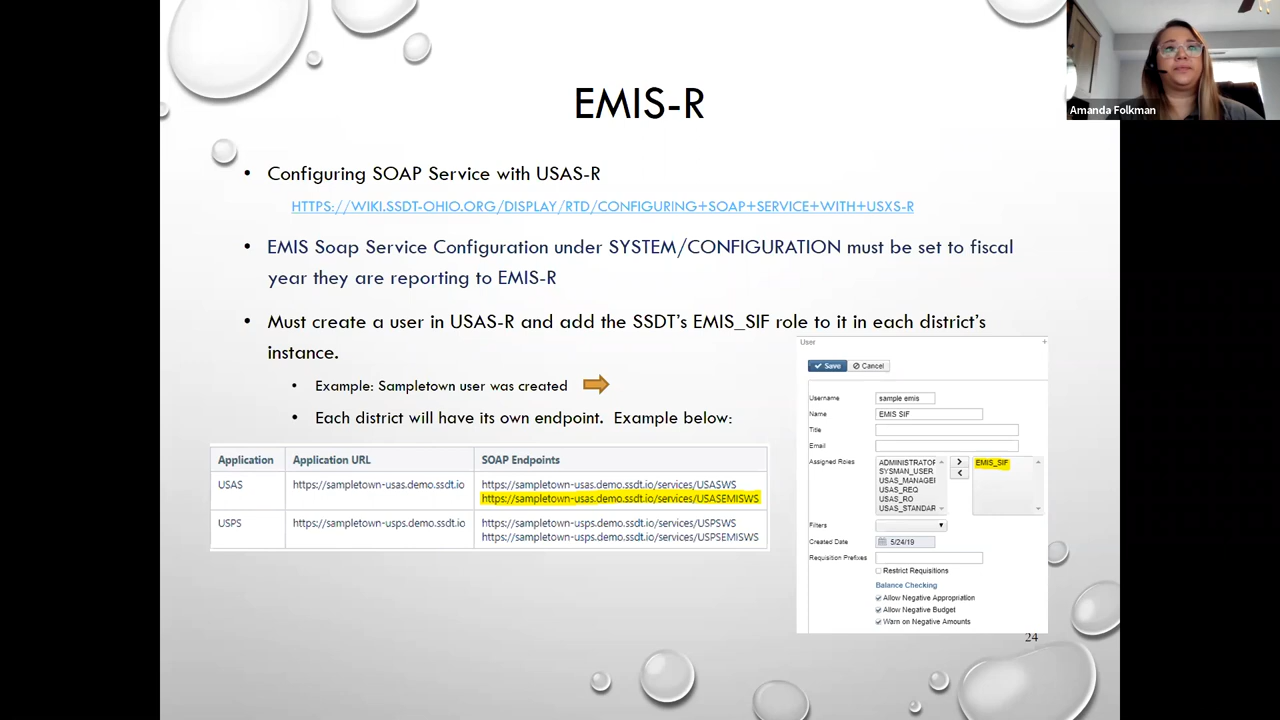 Amanda Folkman
EMIS-R
• Configuring SOAP Service with USAS-R
HTTPS://WIKI.SSDT-OHIO.ORG/DISPLAY/RTD/CONFIGURING+SOAP+SERVICE+WITH+USXS-R
• EMIS Soap Service Configuration under SYSTEM/CONFIGURATION must be set to fiscal
year they are reporting to EMIS-R
• Must create a user in USAS-R and add the SSDT's EMIS_SIF role to it in each district's
instance.
• Example: Sampletown user was created
• Each district will have its own endpoint. Example below:
Application Application URL SOAP Endpoints
USAS https://sampletown-usas.demo.ssdt.io https://sampletown-usas.demo.ssdt.io/services/USASWS
https://sampletown-usas.demo.ssdt.io/services/USASEMISWS
USPS https://sampletown-usps.demo.ssdt.io https://sampletown-usps.demo.ssdt.io/services/USPSWS
https://sampletown-usps.demo.ssdt.io/services/USPSEMISWS
User +
Save Cancel
Username sample emis
Name EMIS SIF
Title
Email
Assigned Roles ADMINISTRATOR > EMIS_SIF
SYSMAN_USER <
USAS_MANAGEI
USAS_REQ
USAS_RO
USAS_STANDAR
Filters
Created Date 5/24/19
Requisition Prefixes
Restrict Requisitions
Balance Checking
Allow Negative Appropriation
Allow Negative Budget
Warn on Negative Amounts
24